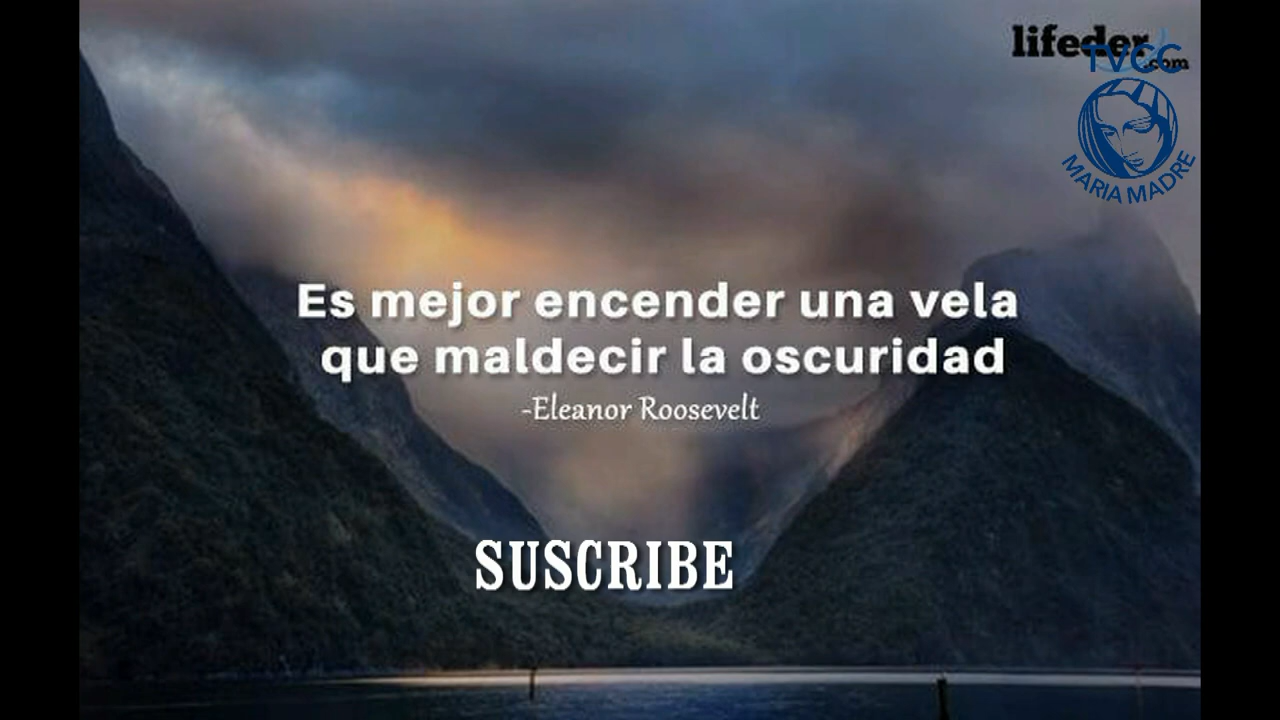 lifeder
.com
TVCC
MARIA MADRE
Es mejor encender una vela
que maldecir la oscuridad
-Eleanor Roosevelt
SUSCRIBE